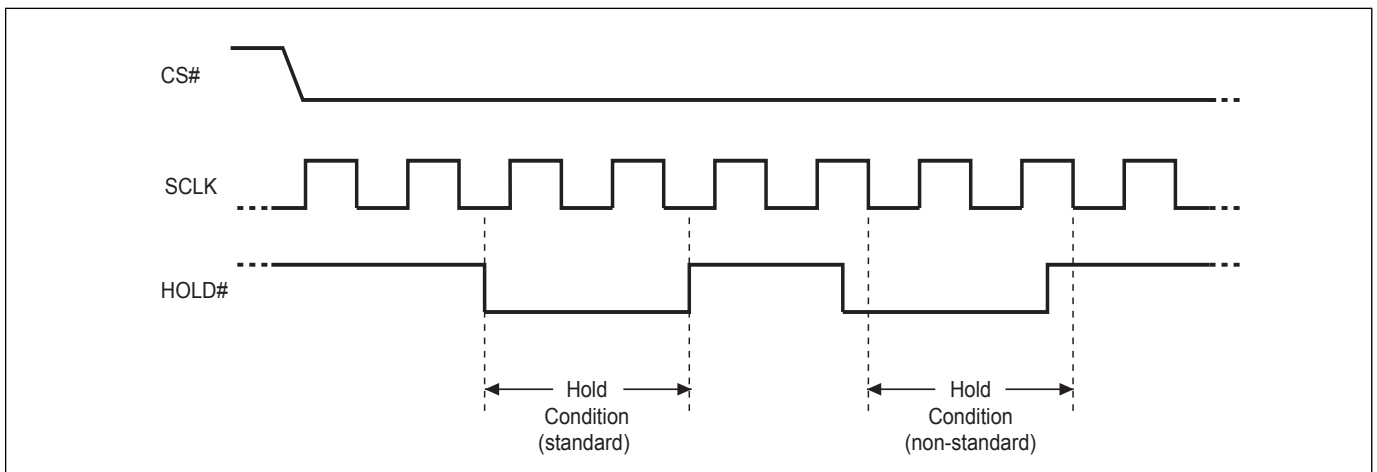 CS#
SCLK
HOLD#
Hold
Condition
(standard)
Hold
Condition
(non-standard)